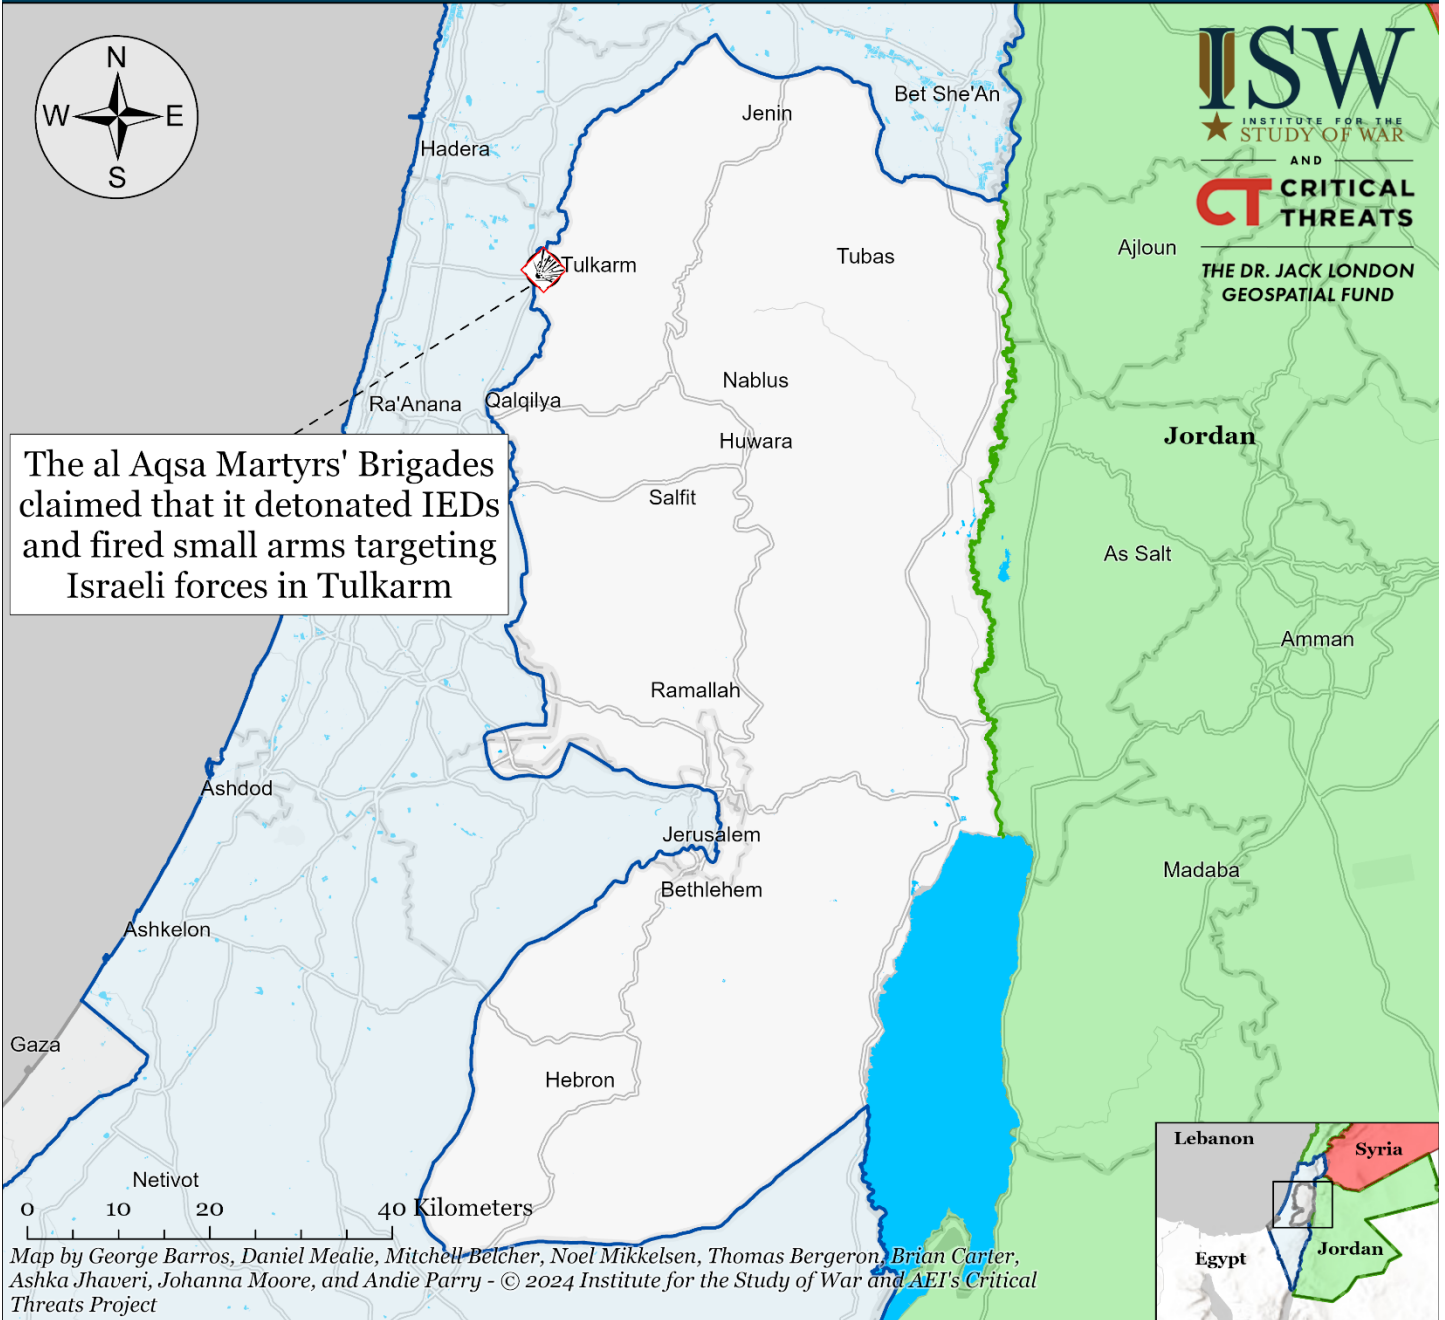 N
W
E
S
ISW
INSTITUTE FOR THE
STUDY OF WAR
AND
CT CRITICAL
THREATS
THE DR. JACK LONDON
GEOSPATIAL FUND
Jenin
Bet She'An
Hadera
Ajloun
Tubas
Tulkarm
Nablus
Ra'Anana
Qalqilya
Huwara
Jordan
The al Aqsa Martyrs' Brigades
claimed that it detonated IEDs
and fired small arms targeting
Israeli forces in Tulkarm
Salfit
As Salt
Amman
Ramallah
Ashdod
Jerusalem
Madaba
Bethlehem
Ashkelon
Gaza
Hebron
Netivot
0 10 20 40 Kilometers
Lebanon
Syria
Jordan
Egypt
Map by George Barros, Daniel Mealie, Mitchell Belcher, Noel Mikkelsen, Thomas Bergeron, Brian Carter,
Ashka Jhaveri, Johanna Moore, and Andie Parry - © 2024 Institute for the Study of War and AEI's Critical
Threats Project